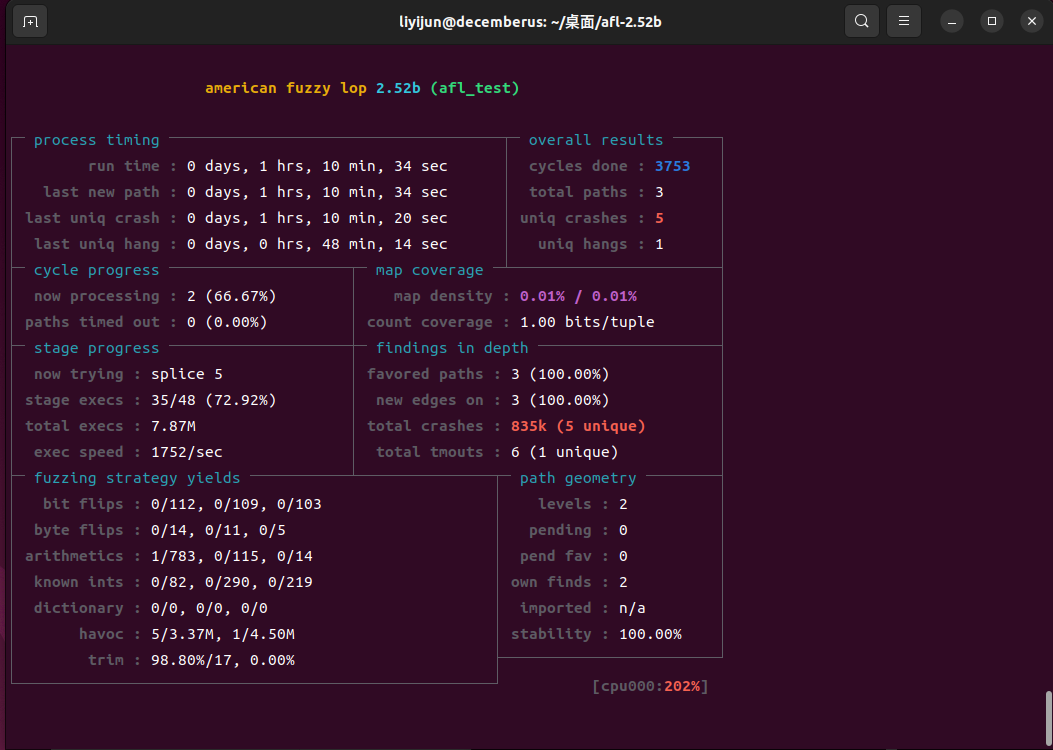 liyijun@decemberus: ~/桌面/afl-2.52b
american fuzzy lop 2.52b (afl_test)
process timing overall results
run time : 0 days, 1 hrs, 10 min, 34 sec cycles done : 3753
last new path : 0 days, 1 hrs, 10 min, 34 sec total paths : 3
last uniq crash : 0 days, 1 hrs, 10 min, 20 sec uniq crashes : 5
last uniq hang : 0 days, 0 hrs, 48 min, 14 sec uniq hangs : 1
cycle progress map coverage
now processing : 2 (66.67%) map density : 0.01% / 0.01%
paths timed out : 0 (0.00%) count coverage : 1.00 bits/tuple
stage progress findings in depth
now trying : splice 5 favored paths : 3 (100.00%)
stage execs : 35/48 (72.92%) new edges on : 3 (100.00%)
total execs : 7.87M total crashes : 835k (5 unique)
exec speed : 1752/sec total tmouts : 6 (1 unique)
fuzzing strategy yields path geometry
bit flips : 0/112, 0/109, 0/103 levels : 2
byte flips : 0/14, 0/11, 0/5 pending : 0
arithmetics : 1/783, 0/115, 0/14 pend fav : 0
known ints : 0/82, 0/290, 0/219 own finds : 2
dictionary : 0/0, 0/0, 0/0 imported : n/a
havoc : 5/3.37M, 1/4.50M stability : 100.00%
trim : 98.80%/17, 0.00%
[cpu000:202%]